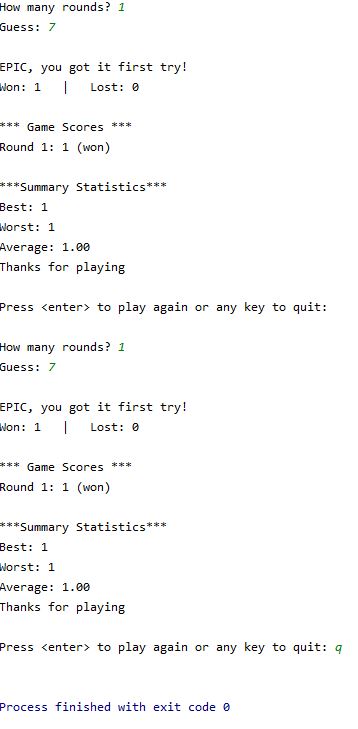 How many rounds? 1
Guess: 7
EPIC, you got it first try!
Won: 1   |   Lost: 0
*** Game Scores ***
Round 1: 1 (won)
***Summary Statistics***
Best: 1
Worst: 1
Average: 1.00
Thanks for playing
Press <enter> to play again or any key to quit:
How many rounds? 1
Guess: 7
EPIC, you got it first try!
Won: 1   |   Lost: 0
*** Game Scores ***
Round 1: 1 (won)
***Summary Statistics***
Best: 1
Worst: 1
Average: 1.00
Thanks for playing
Press <enter> to play again or any key to quit: q
Process finished with exit code 0